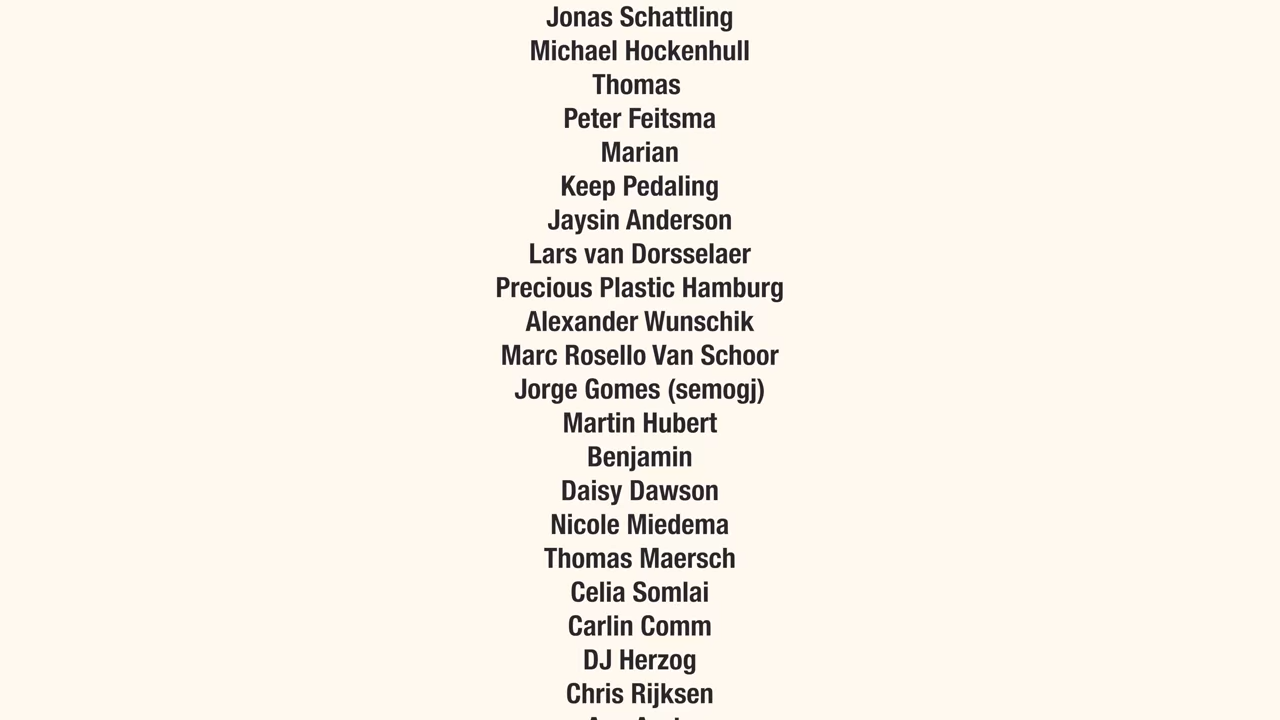 Jonas Schattling
Michael Hockenhull
Thomas
Peter Feitsma
Marian
Keep Pedaling
Jaysin Anderson
Lars van Dorsselaer
Precious Plastic Hamburg
Alexander Wunschik
Marc Rosello Van Schoor
Jorge Gomes (semogj)
Martin Hubert
Benjamin
Daisy Dawson
Nicole Miedema
Thomas Maersch
Celia Somlai
Carlin Comm
DJ Herzog
Chris Rijksen